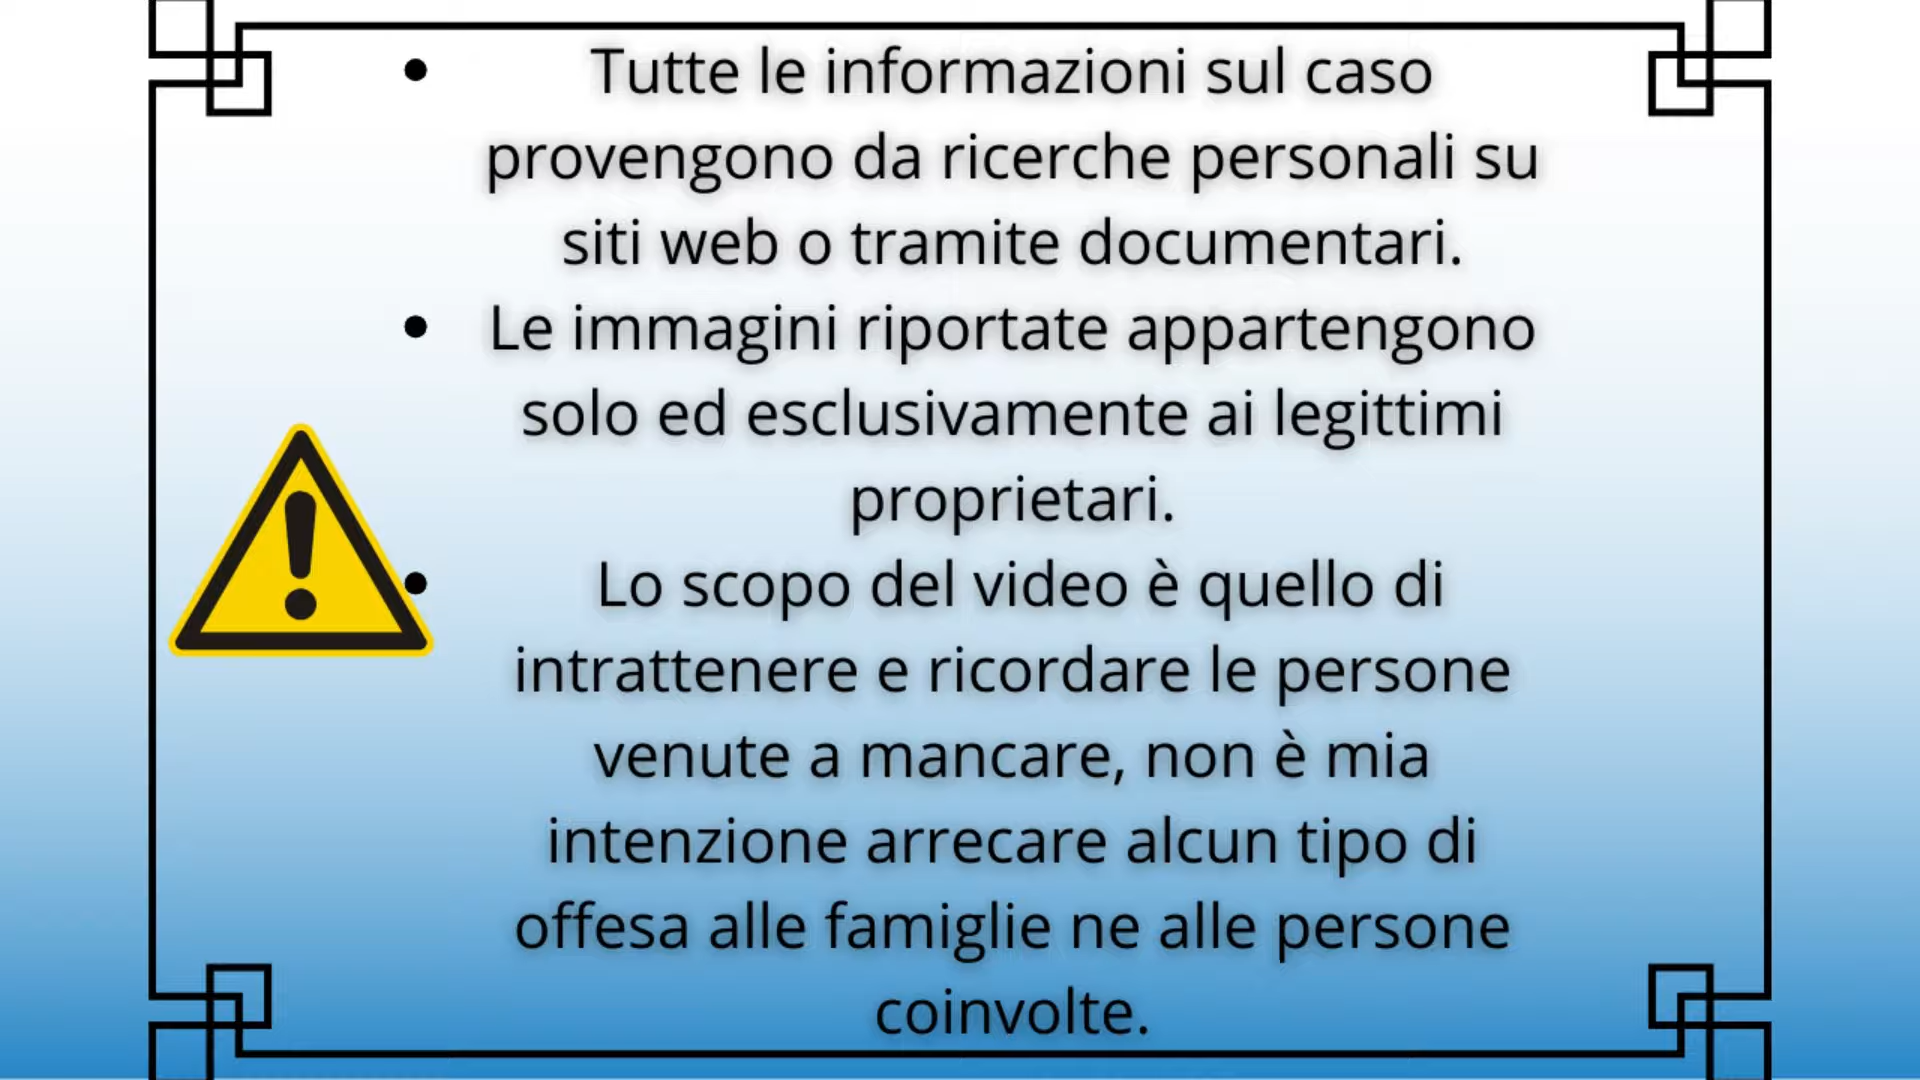 • Tutte le informazioni sul caso
provengono da ricerche personali su
siti web o tramite documentari.
• Le immagini riportate appartengono
solo ed esclusivamente ai legittimi
proprietari.
• Lo scopo del video è quello di
intrattenere e ricordare le persone
venute a mancare, non è mia
intenzione arrecare alcun tipo di
offesa alle famiglie ne alle persone
coinvolte.